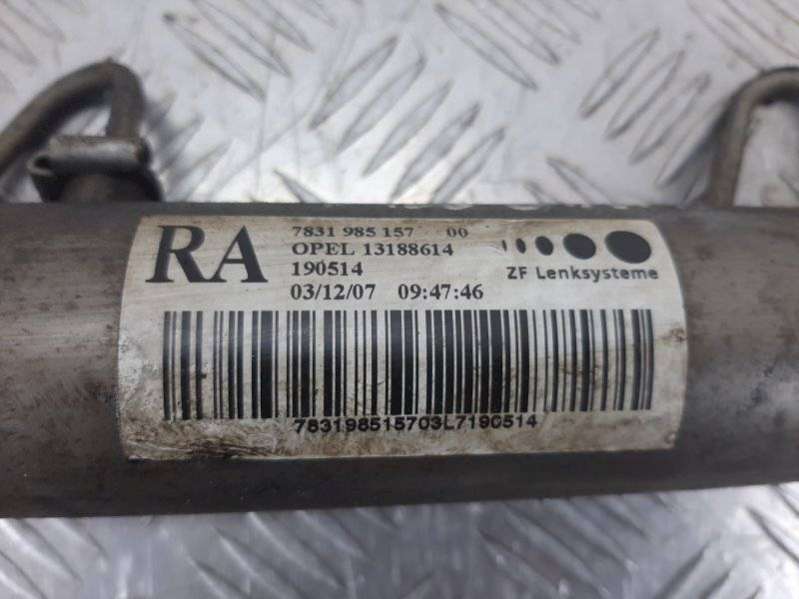 RA
7831 985 157 00
OPEL 13188614
190514
03/12/07 09:47:46
ZF Lenksysteme
783198515703L7190514